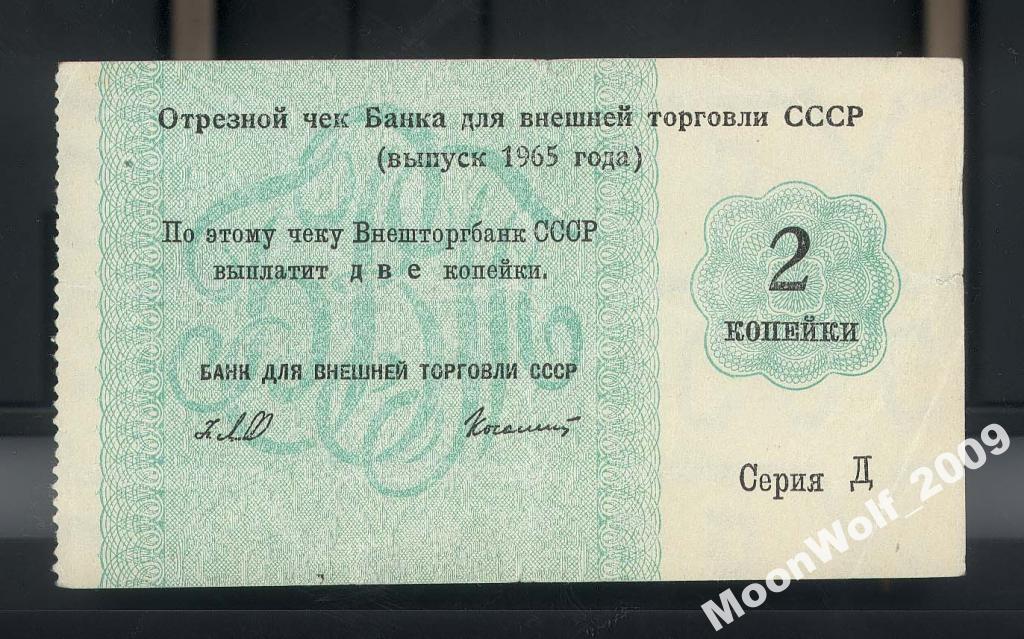 Отрезной чек Банка для внешней торговли СССР
(выпуск 1965 года)
По этому чеку Внешторгбанк СССР
выплатит две копейки.
2
КОПЕЙКИ
БАНК ДЛЯ ВНЕШНЕЙ ТОРГОВЛИ СССР
Серия Д
MoonWolf_2009